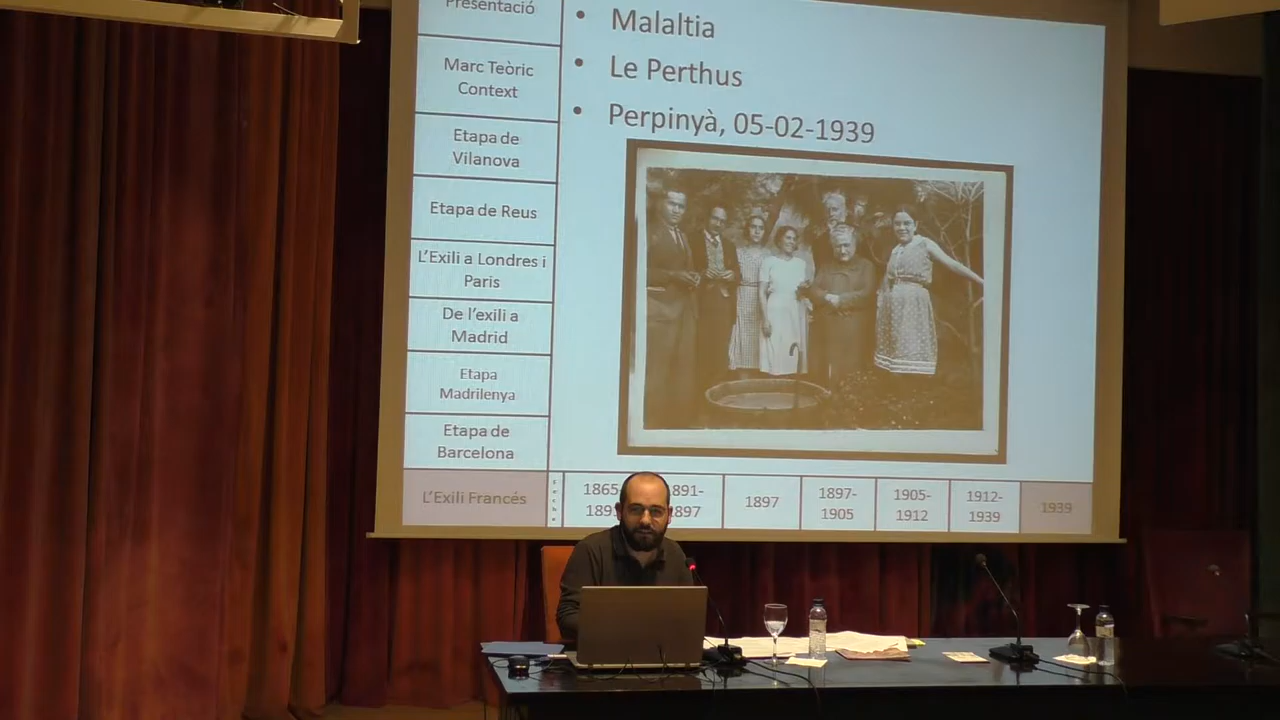 Presentació
Marc Teòric
Context
Etapa de
Vilanova
Etapa de Reus
L'Exili a Londres i
Paris
De l'exili a
Madrid
Etapa
Madrilenya
Etapa de
Barcelona
L'Exili Francés
• Malaltia
• Le Perthus
• Perpinyà, 05-02-1939
1865
891-
1897
1897-
1905
1905-
1912
1912-
1939
1939